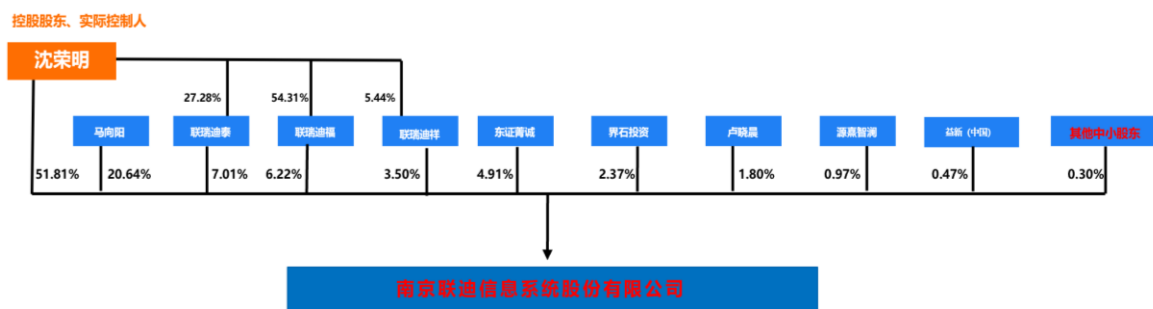 控股股东、实际控制人
沈荣明
27.28%
54.31%
5.44%
马向阳
联瑞迪泰
联瑞迪福
联瑞迪祥
东证菁诚
界石投资
卢晓晨
源嘉智澜
益新（中国）
其他中小股东
51.81%
20.64%
7.01%
6.22%
3.50%
4.91%
2.37%
1.80%
0.97%
0.47%
0.30%
南京联迪信息系统股份有限公司